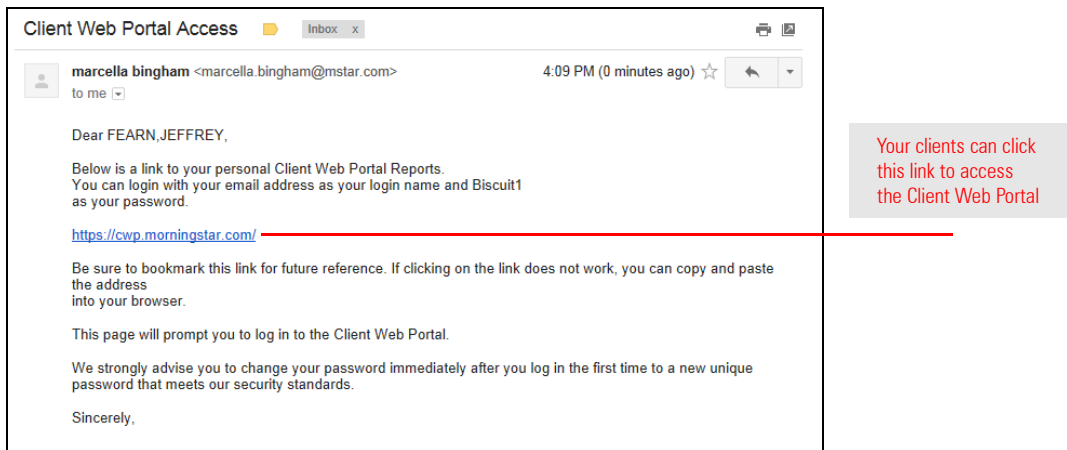 Client Web Portal Access
Inbox x
marcella bingham <marcella.bingham@mstar.com>
4:09 PM (0 minutes ago)
to me
Dear FEARN,JEFFREY,
Below is a link to your personal Client Web Portal Reports.
You can login with your email address as your login name and Biscuit1
as your password.
https://cwp.morningstar.com/
Be sure to bookmark this link for future reference. If clicking on the link does not work, you can copy and paste
the address
into your browser.
This page will prompt you to log in to the Client Web Portal.
We strongly advise you to change your password immediately after you log in the first time to a new unique
password that meets our security standards.
Sincerely,
Your clients can click
this link to access
the Client Web Portal